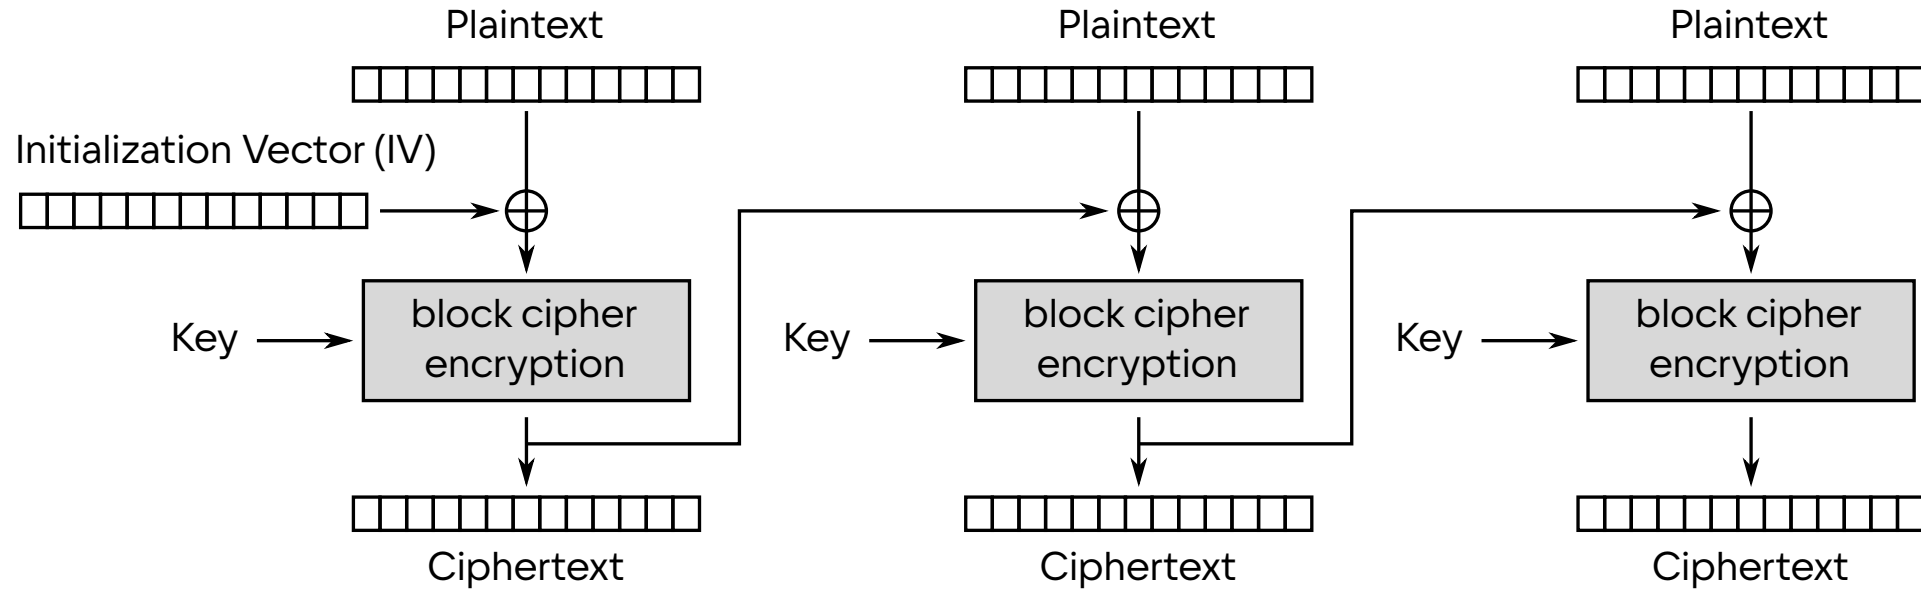 Plaintext
Plaintext
Plaintext
Initialization Vector (IV)
Key
block cipher
encryption
Key
block cipher
encryption
Key
block cipher
encryption
Ciphertext
Ciphertext
Ciphertext